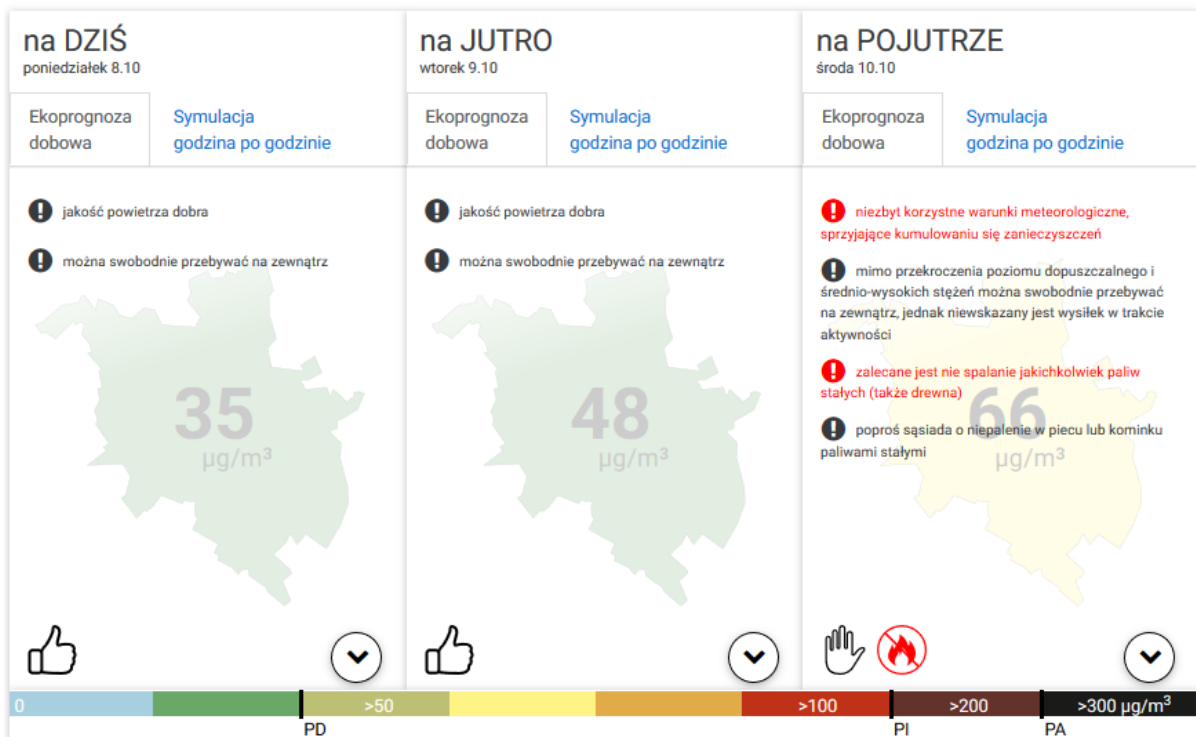 na DZIŚ
poniedziałek 8.10
Ekoprognoza
dobowa
Symulacja
godzina po godzinie
jakość powietrza dobra
można swobodnie przebywać na zewnątrz
35
µg/m³
na JUTRO
wtorek 9.10
Ekoprognoza
dobowa
Symulacja
godzina po godzinie
jakość powietrza dobra
można swobodnie przebywać na zewnątrz
48
µg/m³
na POJUTRZE
środa 10.10
Ekoprognoza
dobowa
Symulacja
godzina po godzinie
niezbyt korzystne warunki meteorologiczne,
sprzyjające kumulowaniu się zanieczyszczeń
mimo przekroczenia poziomu dopuszczalnego i
średnio-wysokich stężeń można swobodnie przebywać
na zewnątrz, jednak niewskazany jest wysiłek w trakcie
aktywności
zalecane jest nie spalanie jakichkolwiek paliw
stałych (także drewna)
66
poproś sąsiada o niepalenie w piecu lub kominku
paliwami stałymi
µg/m³
0 >50 >100 >200 >300 µg/m³
PD PI PA